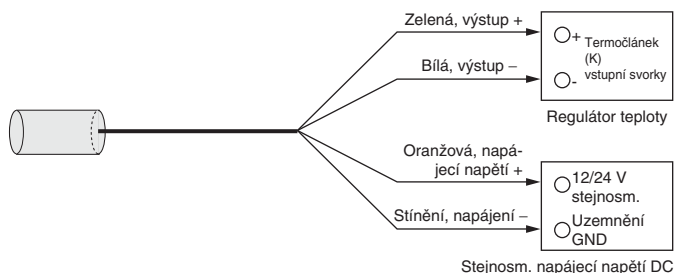 Zelená, výstup +
Bílá, výstup –
+ Termočlánek
(K)
- vstupní svorky
Regulátor teploty
Oranžová, napá-
jecí napětí +
Stínění, napájení –
12/24 V
stejnosm.
Uzemnění
GND
Stejnosm. napájecí napětí DC